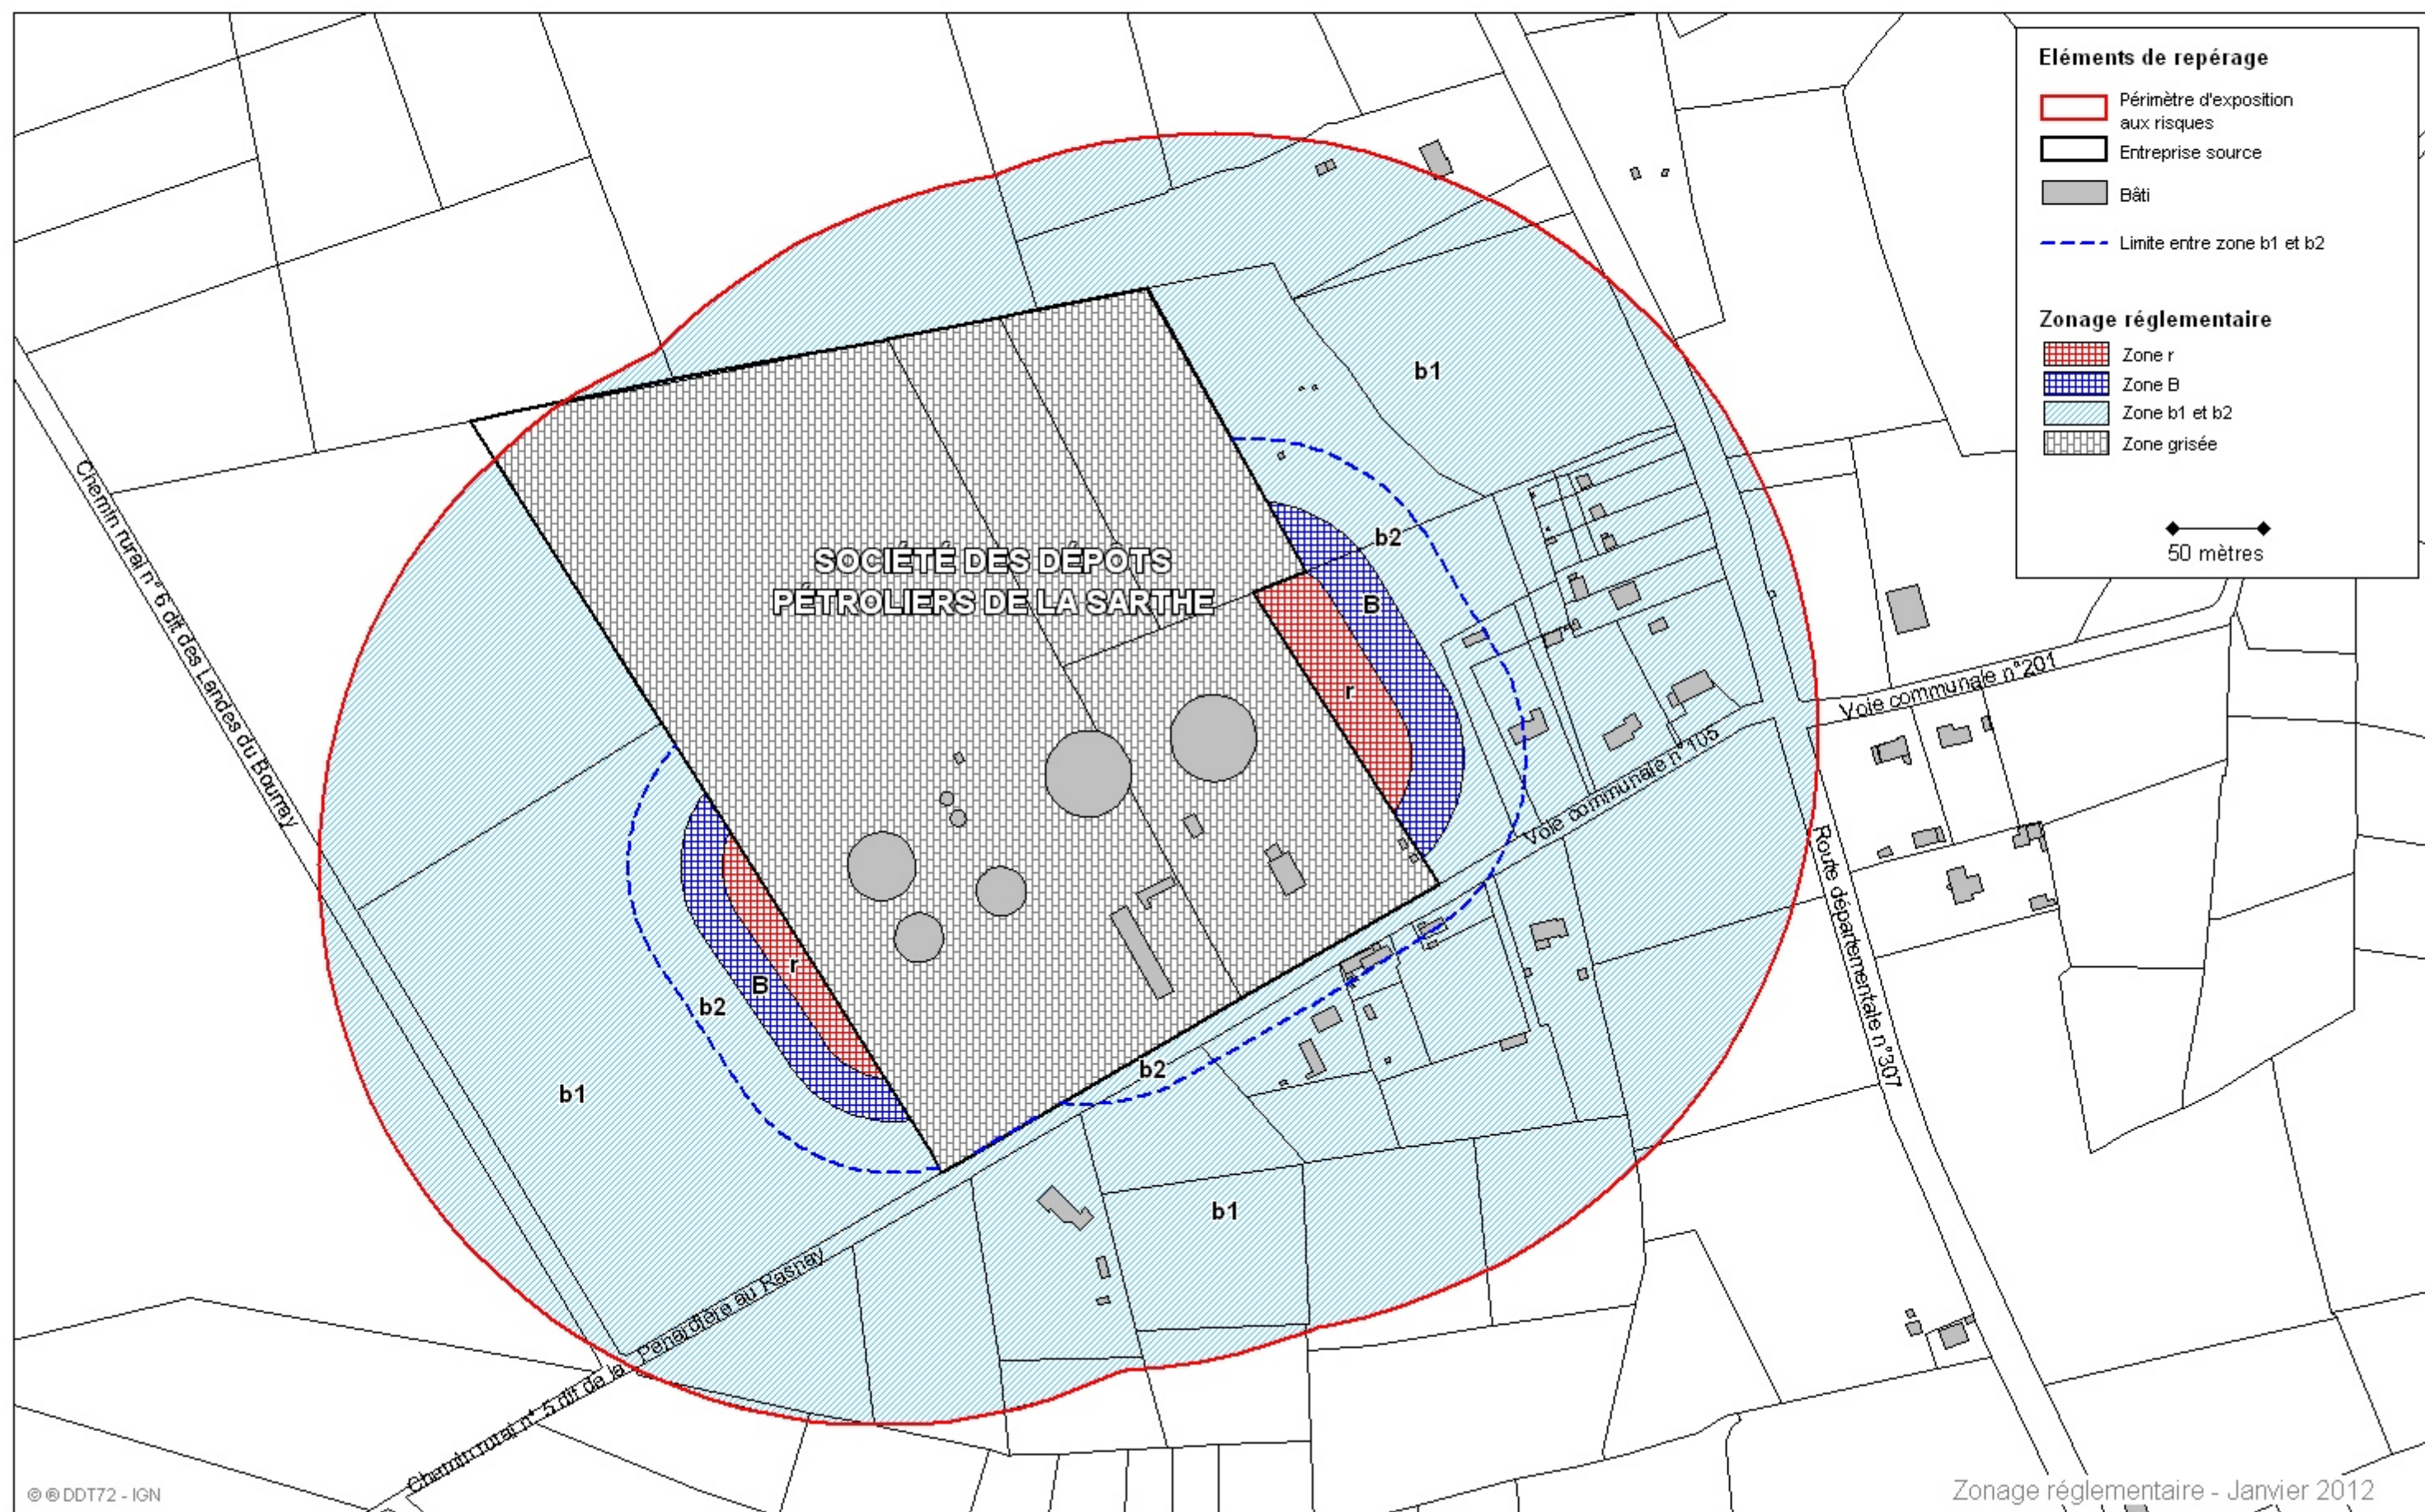 Eléments de repérage
Périmètre d'exposition
aux risques
Entreprise source
Bâti
Limite entre zone b1 et b2
Zonage réglementaire
Zone r
Zone B
Zone b1 et b2
Zone grisée
50 mètres
b1
b2
B
r
SOCIÉTÉ DES DÉPÔTS
PÉTROLIERS DE LA SARTHE
Chemin rural n° 6 dit des Landes du Bourray
Voie communale n°201
Voie communale n°105
Route départementale n°307
r
B
b2
b1
b2
b1
Chemin rural n° 5 dit de la Penardière au Rasnay
© ® DDT72 - IGN
Zonage réglementaire - Janvier 2012